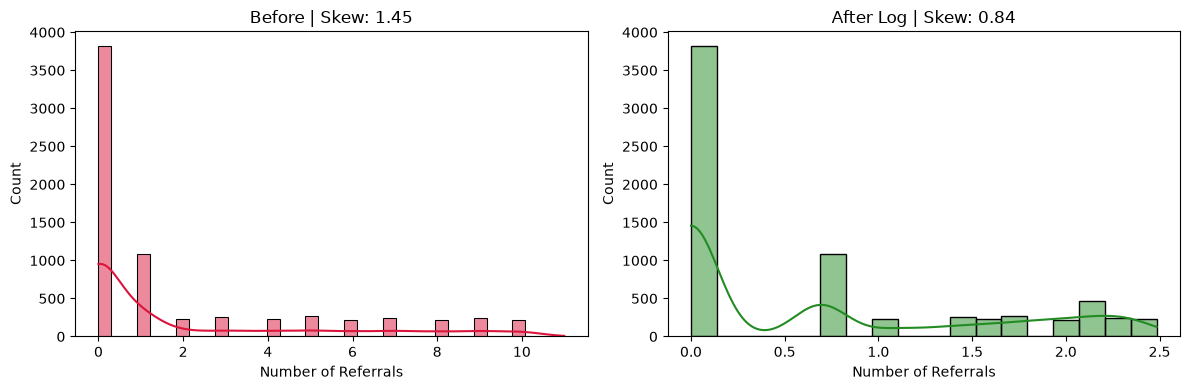 Before | Skew: 1.45
4000
3500
3000
2500
2000
1500
1000
500
0
Count
0 2 4 6 8 10
Number of Referrals
After Log | Skew: 0.84
4000
3500
3000
2500
2000
1500
1000
500
0
Count
0.0 0.5 1.0 1.5 2.0 2.5
Number of Referrals